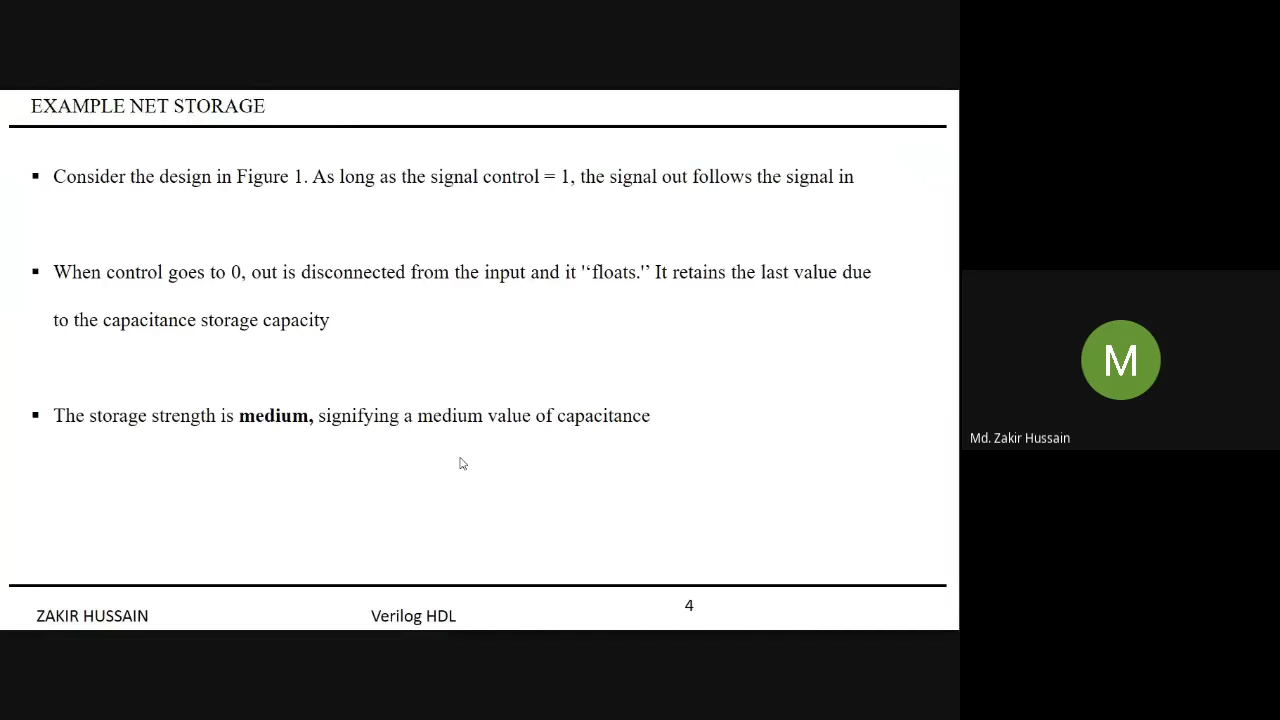 EXAMPLE NET STORAGE
▪ Consider the design in Figure 1. As long as the signal control = 1, the signal out follows the signal in
▪ When control goes to 0, out is disconnected from the input and it "‘floats.’’ It retains the last value due
to the capacitance storage capacity
▪ The storage strength is medium, signifying a medium value of capacitance
ZAKIR HUSSAIN
Verilog HDL
4
M
Md. Zakir Hussain